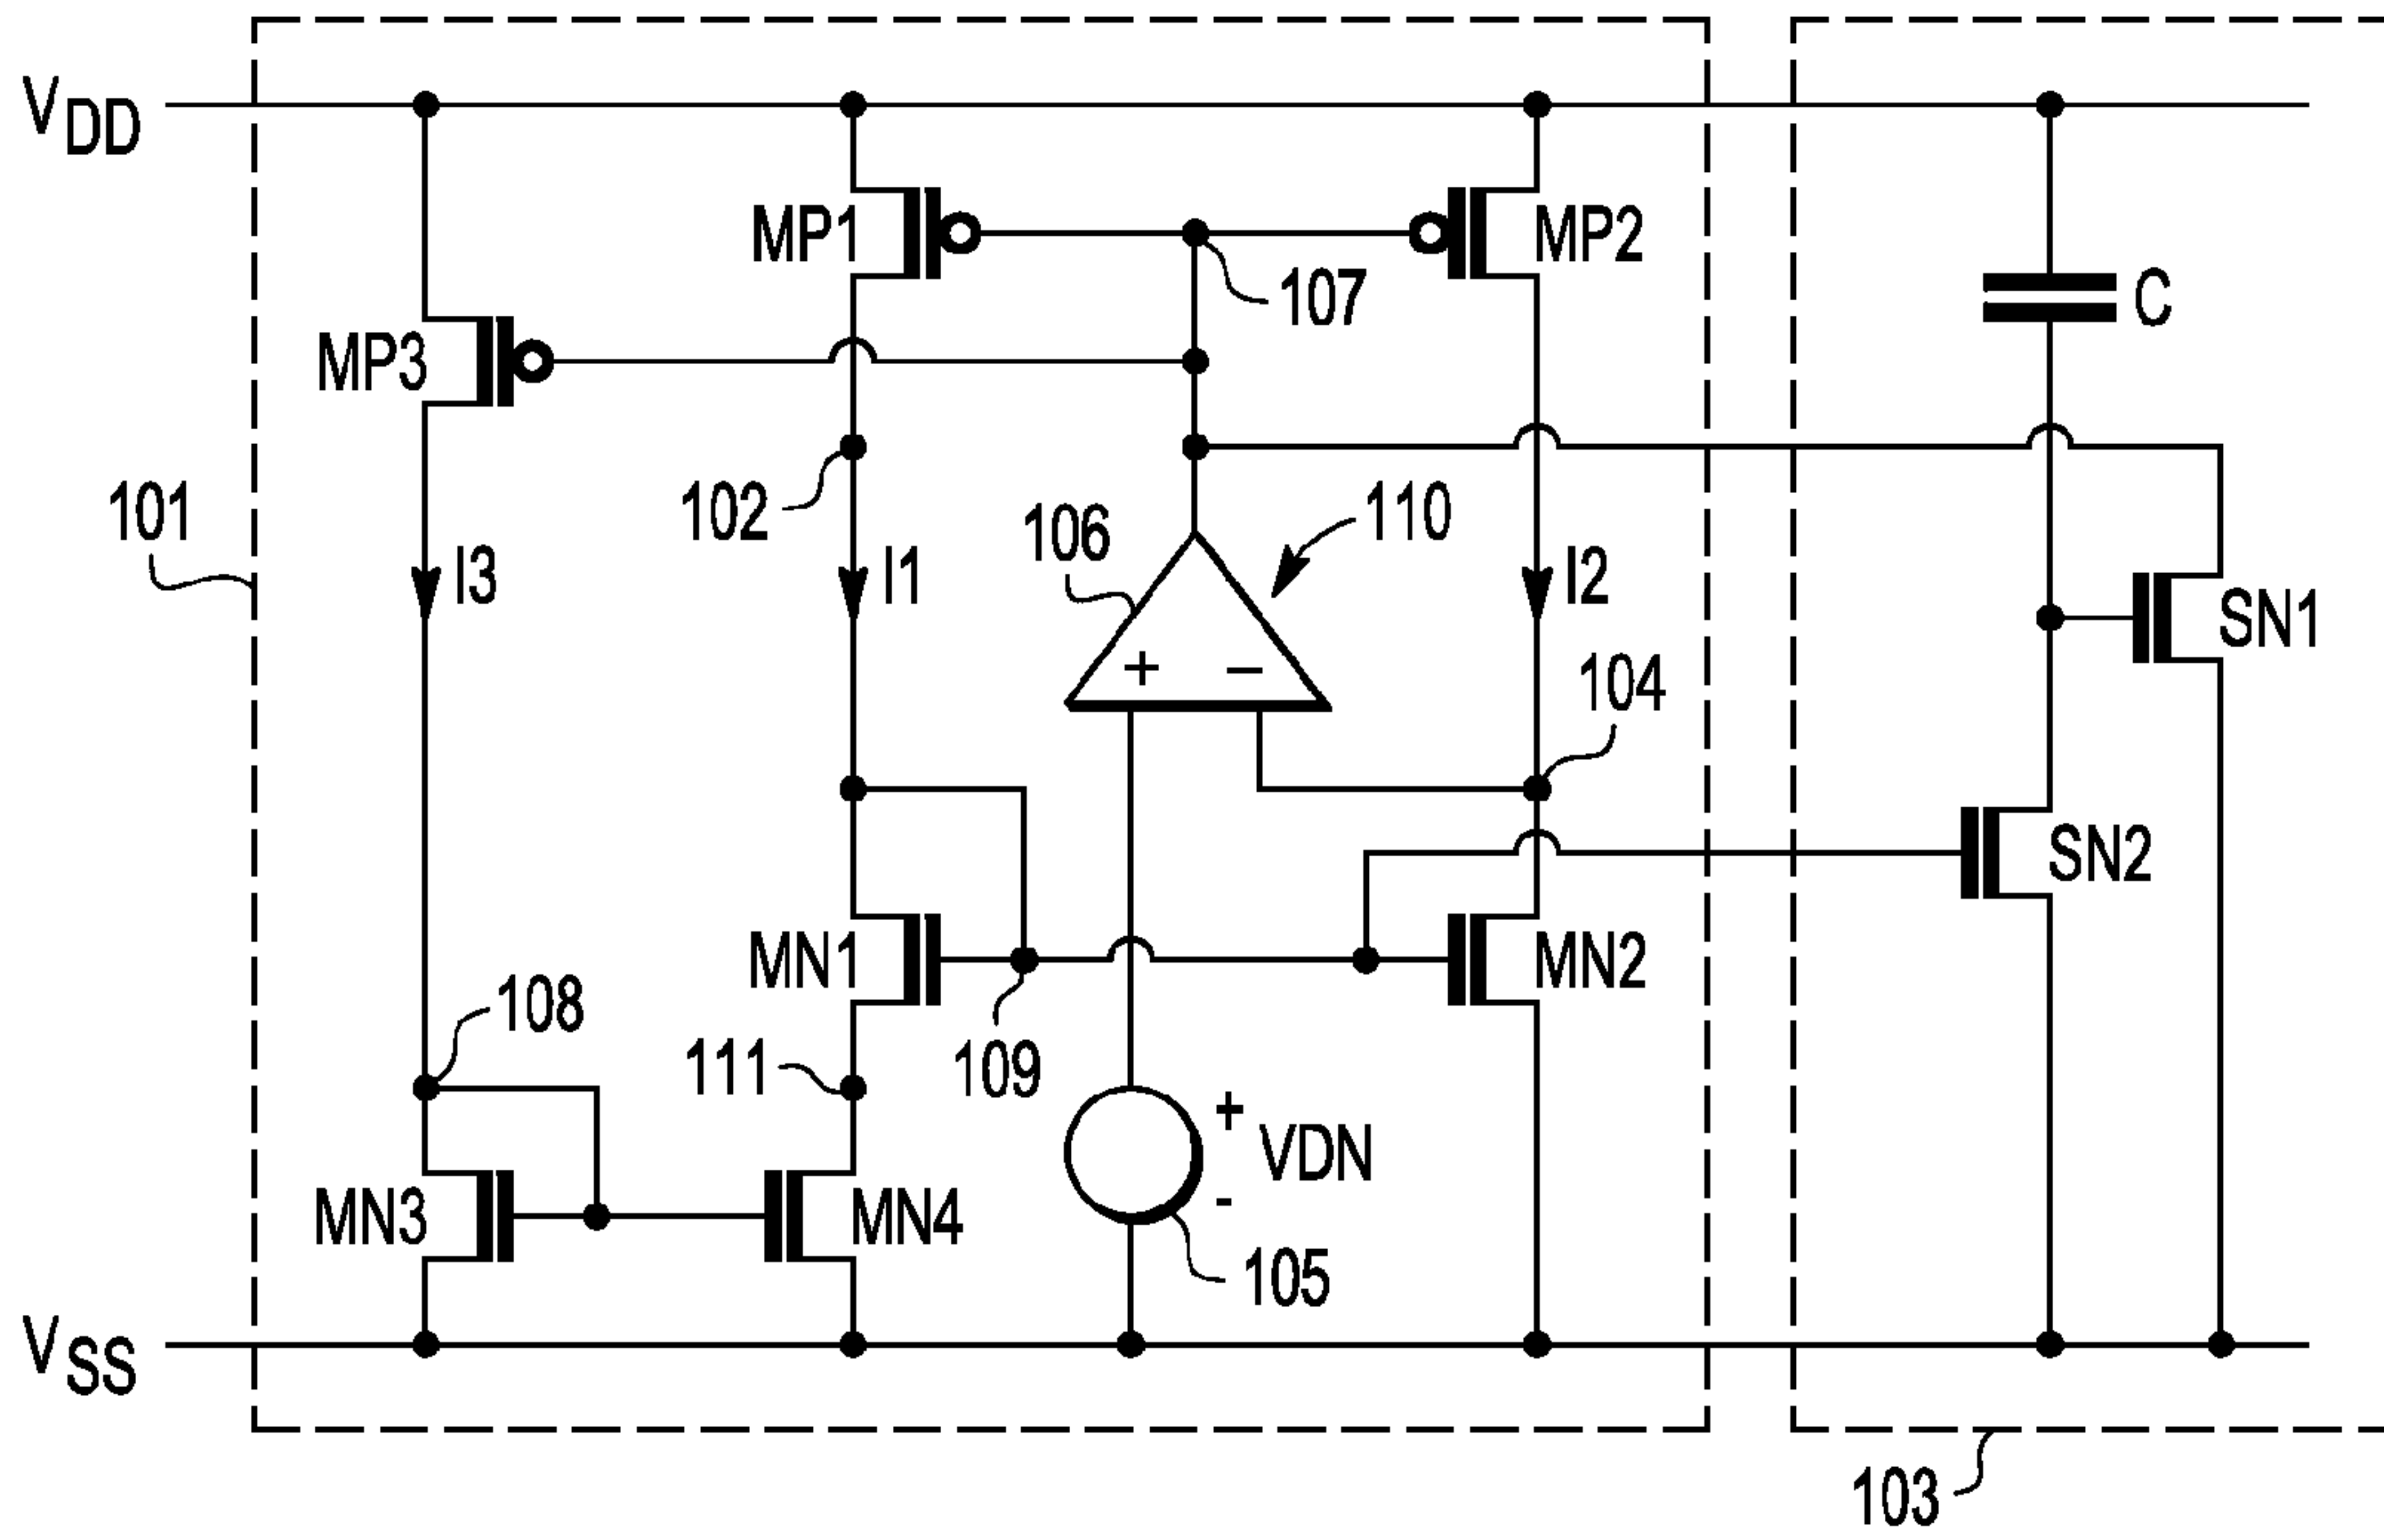 VDD
MP1
MP2
107
C
MP3
102
106
110
101
I3
I1
I2
SN1
+
−
104
SN2
MN1
MN2
108
109
111
+
VDN
-
MN3
MN4
105
VSS
103